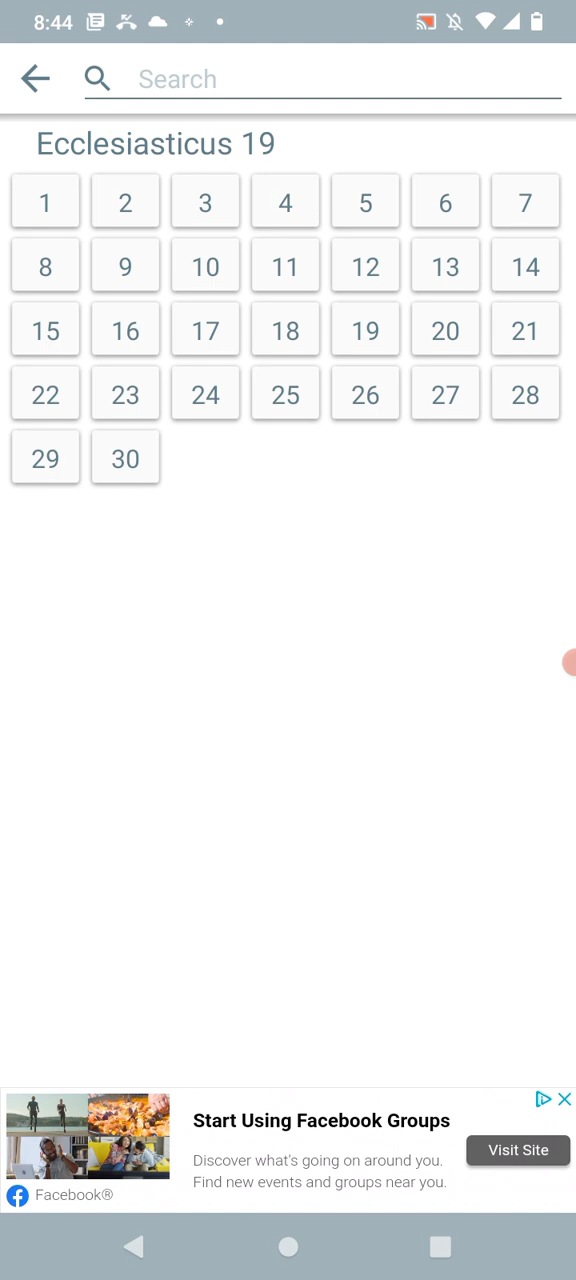 8:44
Search
Ecclesiasticus 19
1 2 3 4 5 6 7
8 9 10 11 12 13 14
15 16 17 18 19 20 21
22 23 24 25 26 27 28
29 30
Start Using Facebook Groups
Discover what's going on around you.
Find new events and groups near you.
Visit Site
Facebook®